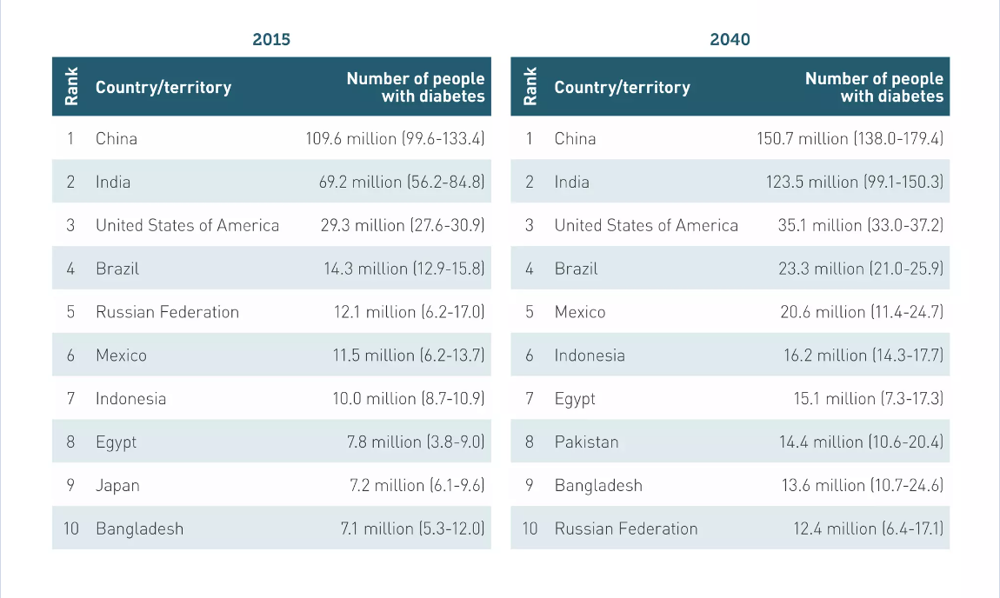 2015
Rank Country/territory Number of people with diabetes
1 China 109.6 million (99.6-133.4)
2 India 69.2 million (56.2-84.8)
3 United States of America 29.3 million (27.6-30.9)
4 Brazil 14.3 million (12.9-15.8)
5 Russian Federation 12.1 million (6.2-17.0)
6 Mexico 11.5 million (6.2-13.7)
7 Indonesia 10.0 million (8.7-10.9)
8 Egypt 7.8 million (3.8-9.0)
9 Japan 7.2 million (6.1-9.6)
10 Bangladesh 7.1 million (5.3-12.0)
2040
Rank Country/territory Number of people with diabetes
1 China 150.7 million (138.0-179.4)
2 India 123.5 million (99.1-150.3)
3 United States of America 35.1 million (33.0-37.2)
4 Brazil 23.3 million (21.0-25.9)
5 Mexico 20.6 million (11.4-24.7)
6 Indonesia 16.2 million (14.3-17.7)
7 Egypt 15.1 million (7.3-17.3)
8 Pakistan 14.4 million (10.6-20.4)
9 Bangladesh 13.6 million (10.7-24.6)
10 Russian Federation 12.4 million (6.4-17.1)